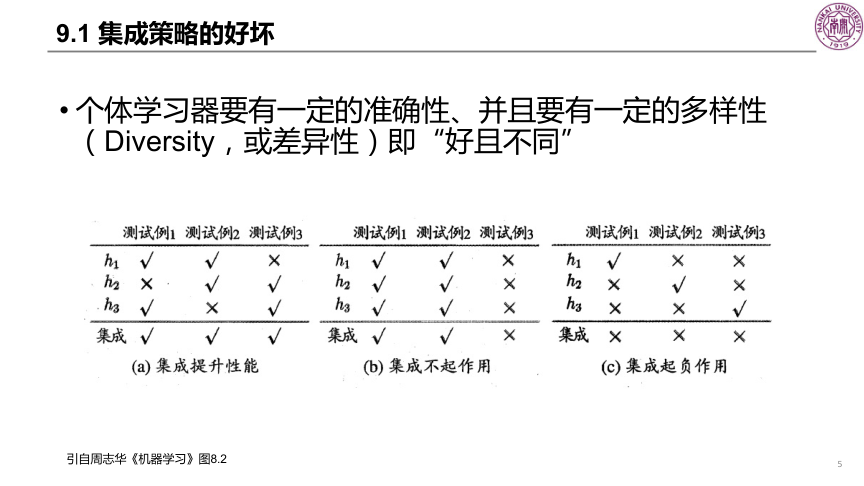 9.1 集成策略的好坏
NANKAI UNIVERSITY
1919
• 个体学习器要有一定的准确性、并且要有一定的多样性
（Diversity，或差异性）即“好且不同”
测试例1 测试例2 测试例3
h1 √ √ ×
h2 × √ √
h3 √ × √
集成 √ √ √
(a) 集成提升性能
测试例1 测试例2 测试例3
h1 √ √ ×
h2 √ √ ×
h3 √ √ ×
集成 √ √ ×
(b) 集成不起作用
测试例1 测试例2 测试例3
h1 √ × ×
h2 × √ ×
h3 × × √
集成 × × ×
(c) 集成起负作用
引自周志华《机器学习》图8.2
5